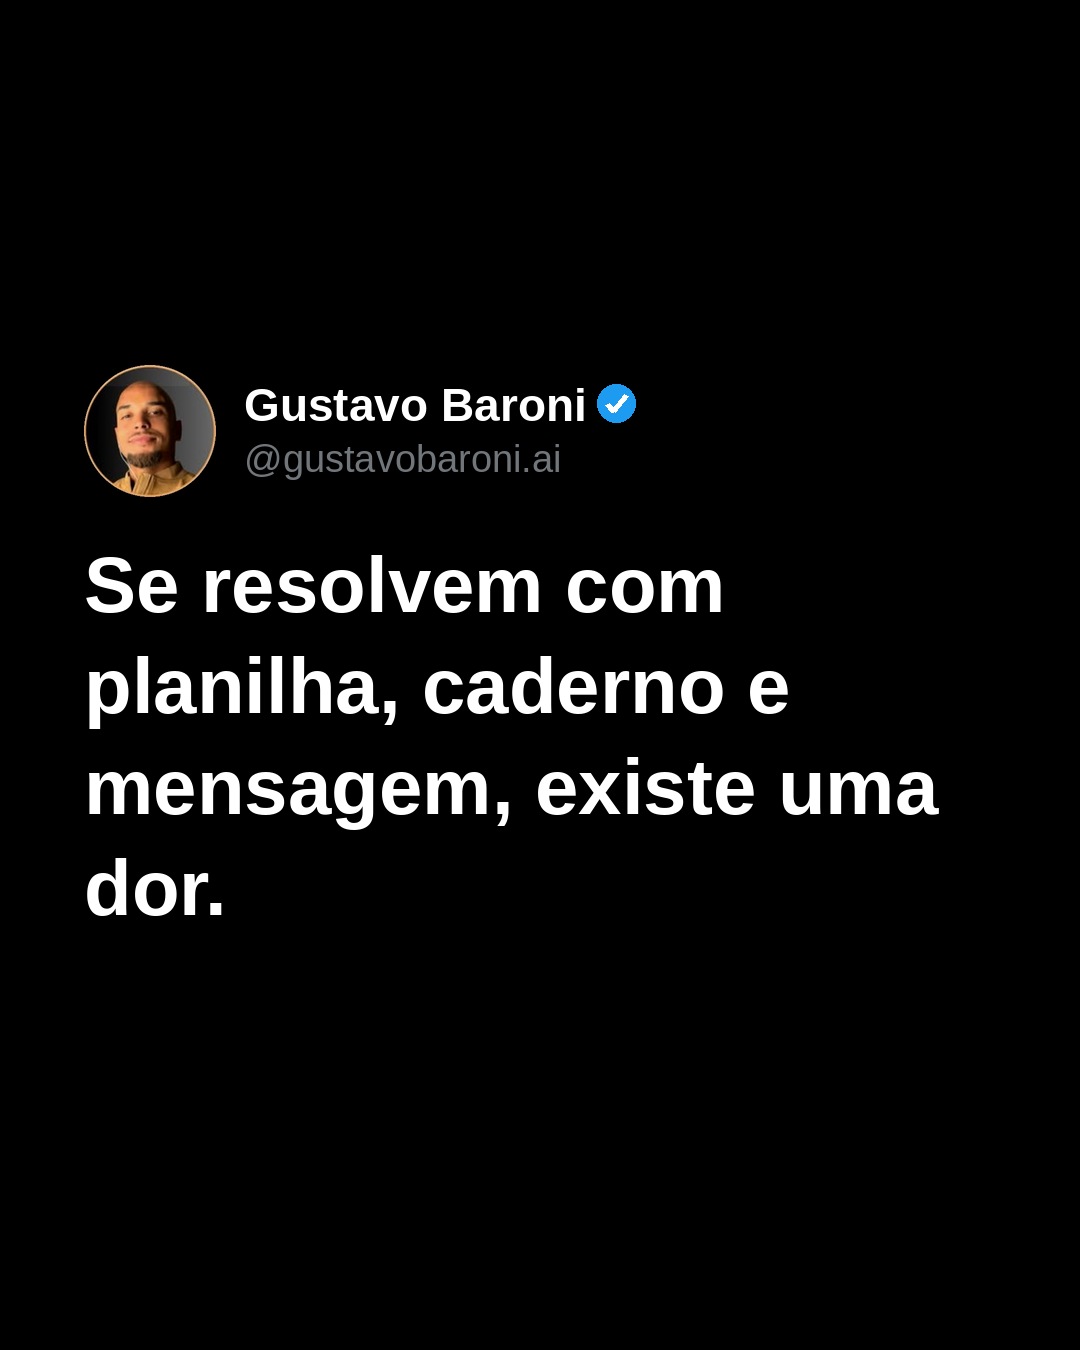 Gustavo Baroni
@gustavobaroni.ai
Se resolvem com
planilha, caderno e
mensagem, existe uma
dor.